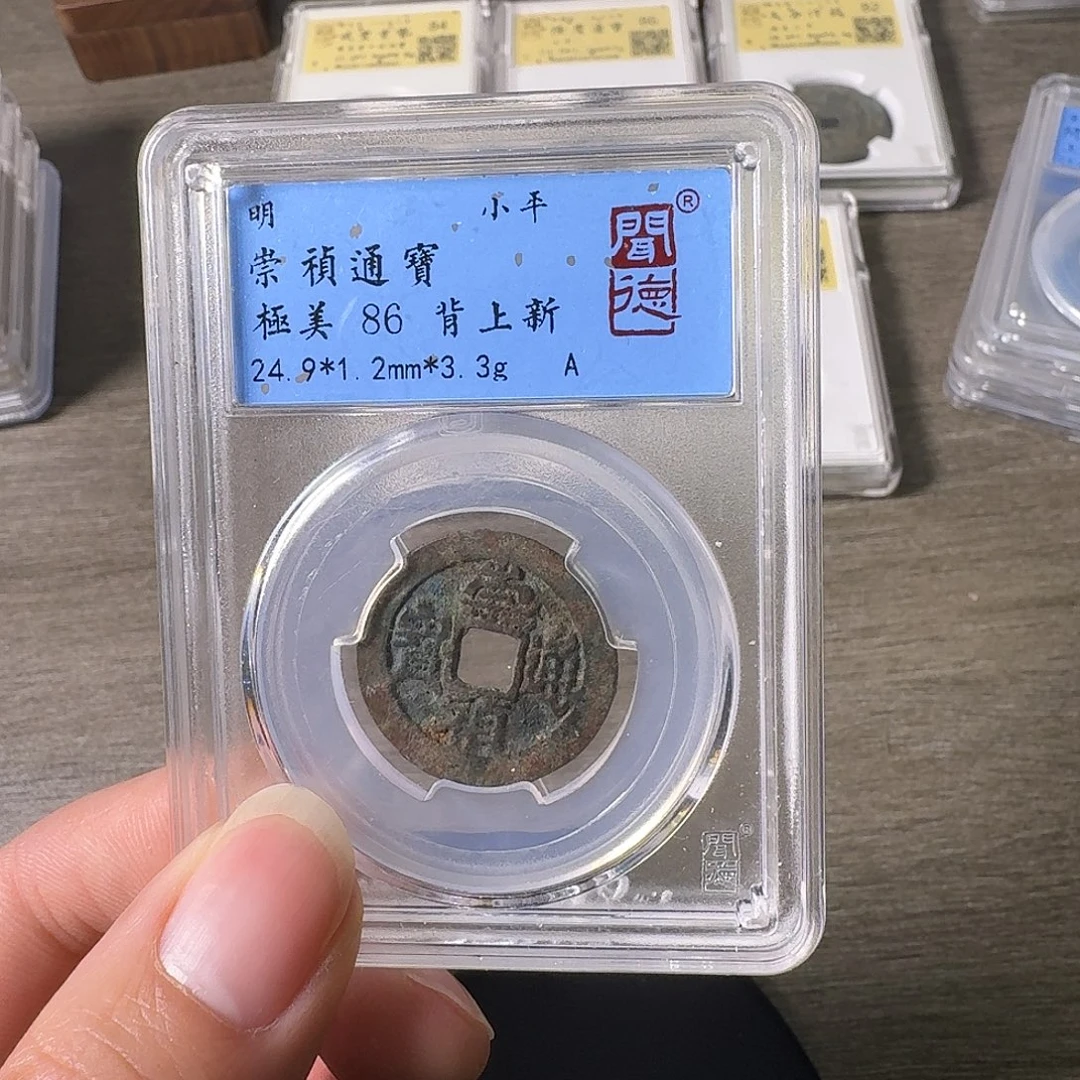 明 小平
崇禎通寶
極美 86 背上新
24.9*1.2mm*3.3g A
聞德®
崇禎通寶
聞德®